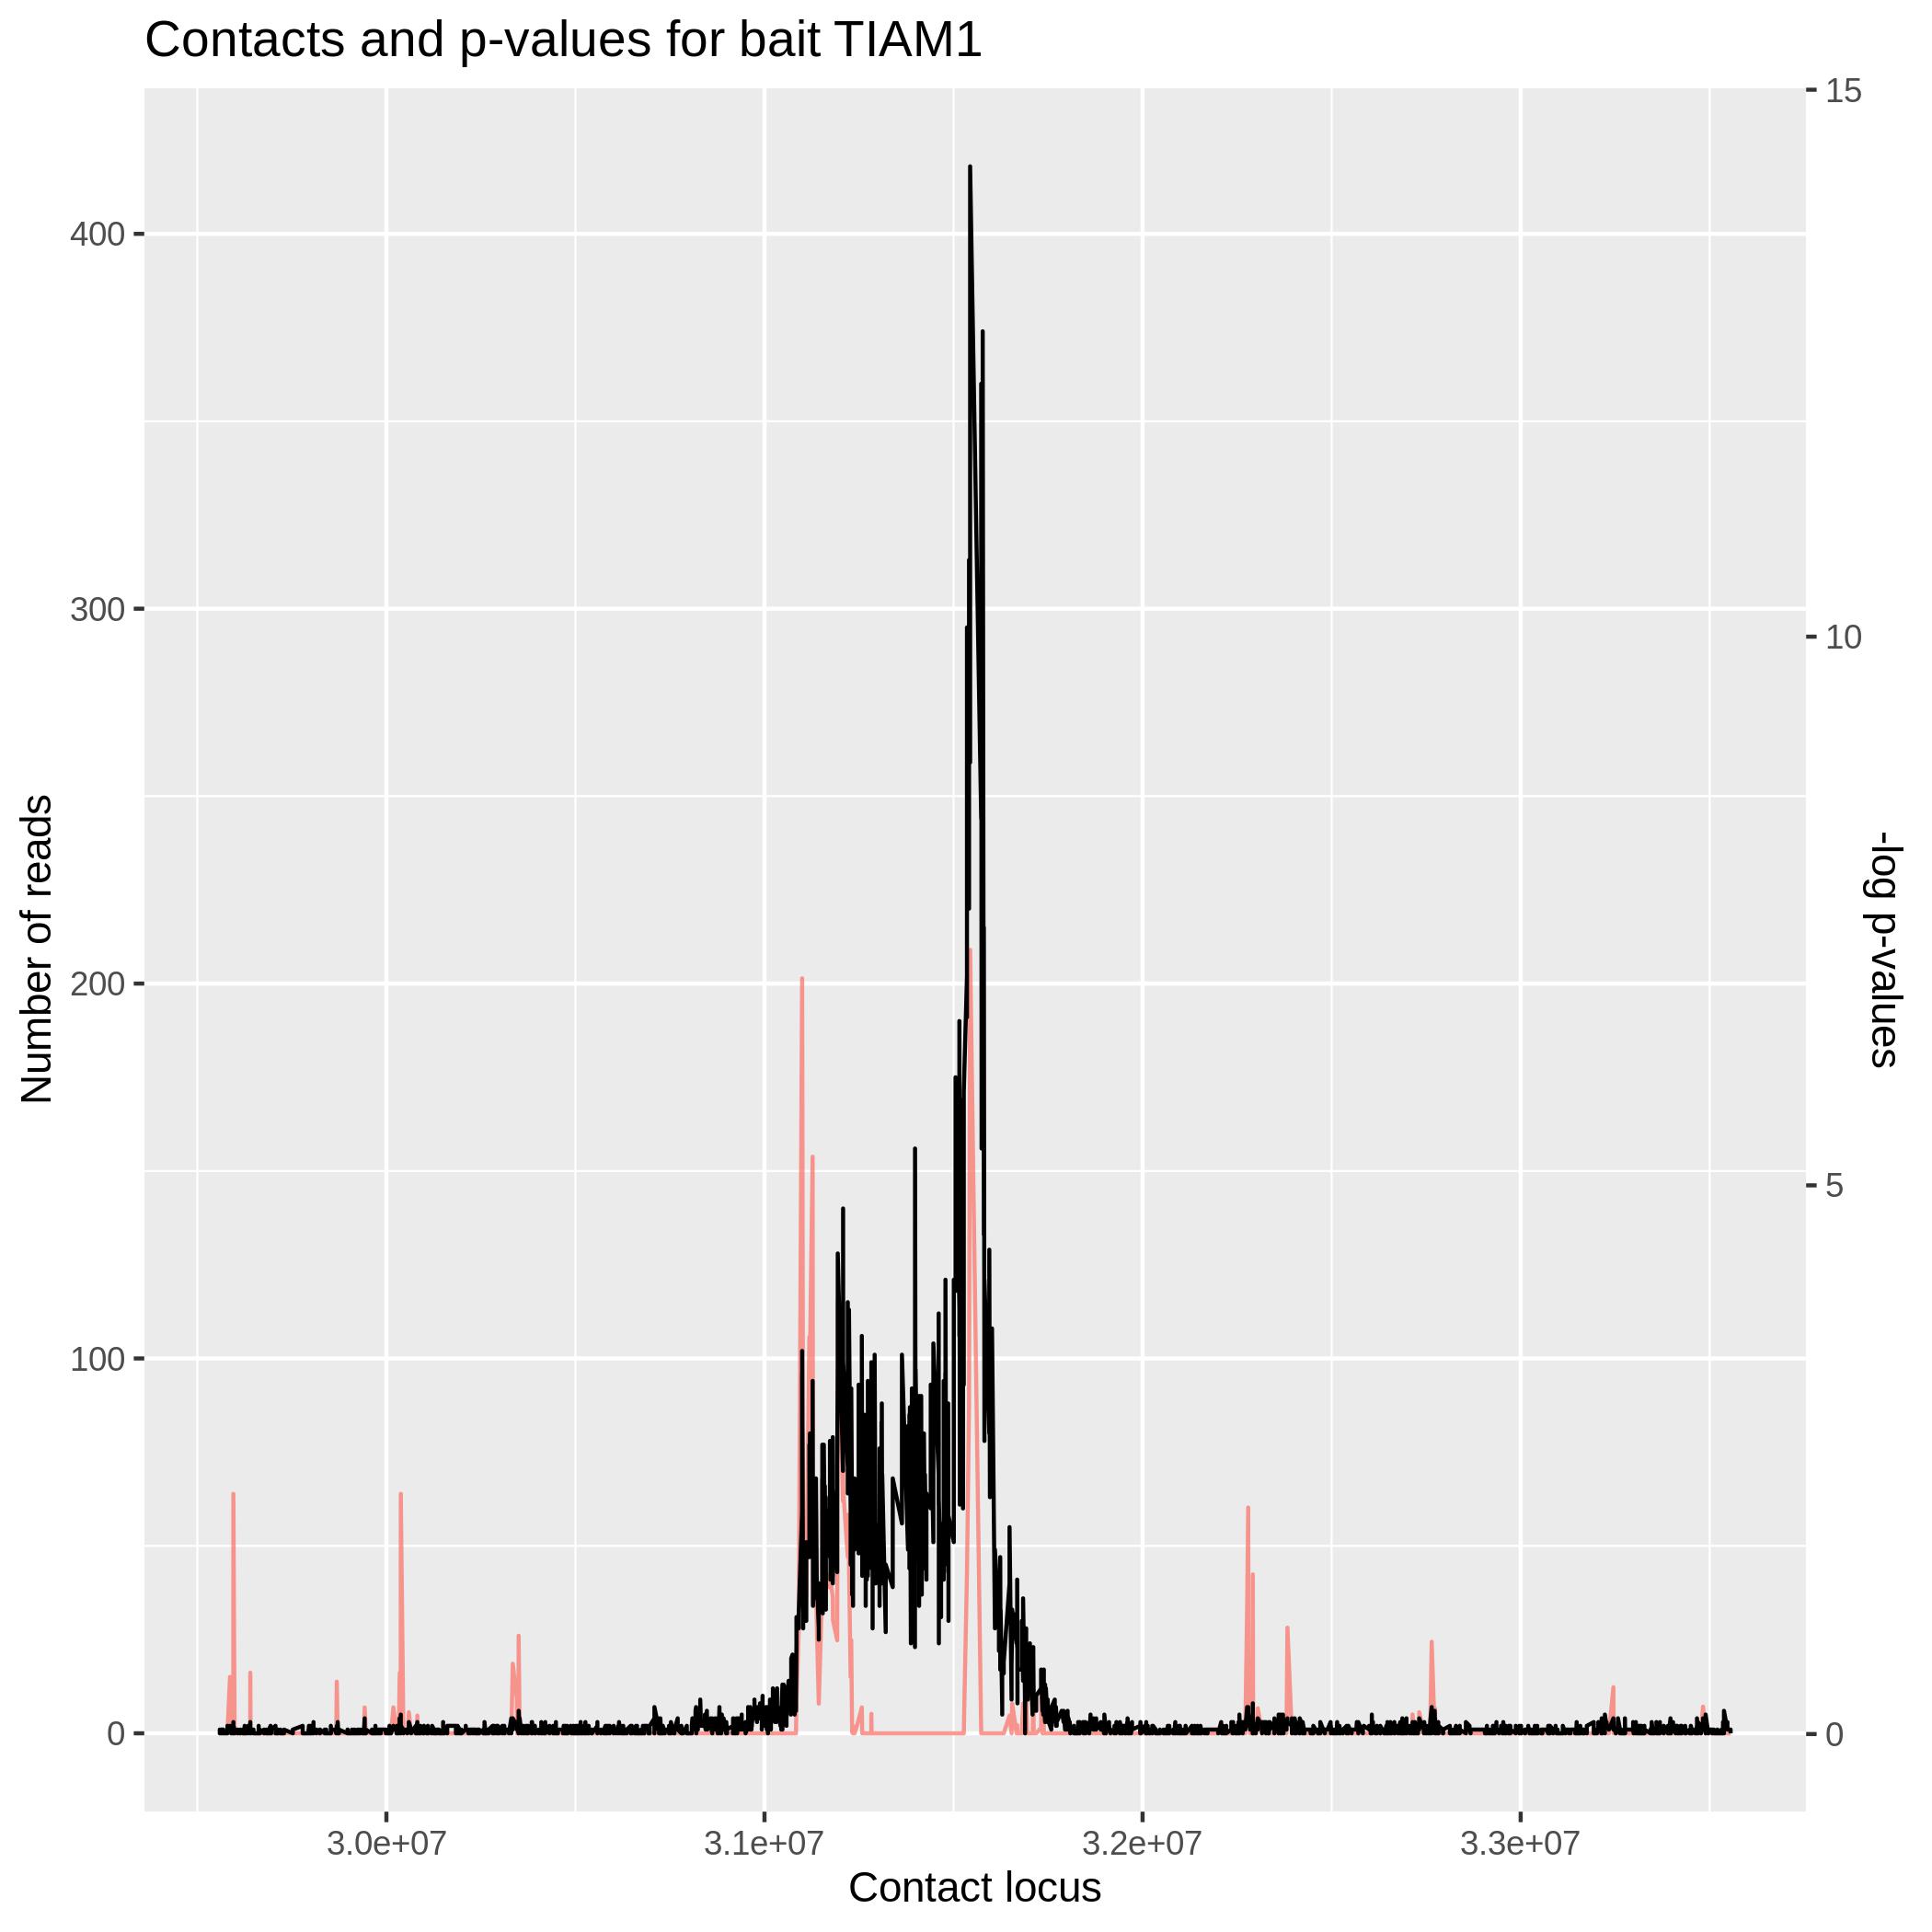 Contacts and p-values for bait TIAM1
15
400
300
10
Number of reads
-log p-values
200
5
100
0
0
3.0e+07
3.1e+07
3.2e+07
3.3e+07
Contact locus